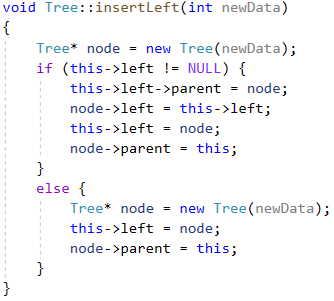 void Tree::insertLeft(int newData)
{
    Tree* node = new Tree(newData);
    if (this->left != NULL) {
        this->left->parent = node;
        node->left = this->left;
        this->left = node;
        node->parent = this;
    }
    else {
        Tree* node = new Tree(newData);
        this->left = node;
        node->parent = this;
    }
}